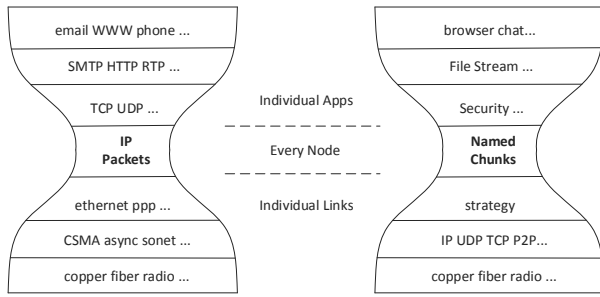 email WWW phone ...
SMTP HTTP RTP ...
TCP UDP ...
IP
Packets
ethernet ppp ...
CSMA async sonet ...
copper fiber radio ...
Individual Apps
Every Node
Individual Links
browser chat...
File Stream ...
Security ...
Named
Chunks
strategy
IP UDP TCP P2P...
copper fiber radio ...